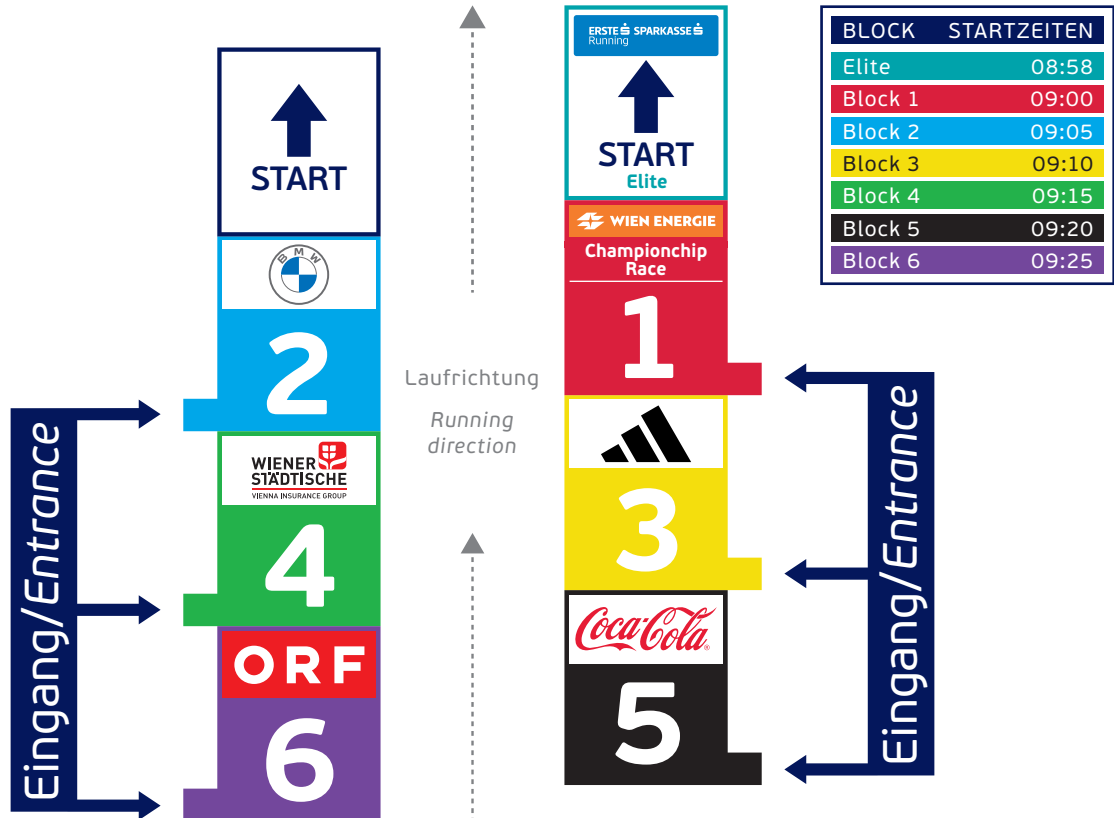 START
BMW
2
WIENER
STÄDTISCHE
VIENNA INSURANCE GROUP
4
ORF
6
Eingang/Entrance
Laufrichtung
Running
direction
ERSTE SPARKASSE
Running
START
Elite
WIEN ENERGIE
Championchip
Race
1
3
Coca-Cola®
5
Eingang/Entrance
BLOCK STARTZEITEN
Elite 08:58
Block 1 09:00
Block 2 09:05
Block 3 09:10
Block 4 09:15
Block 5 09:20
Block 6 09:25